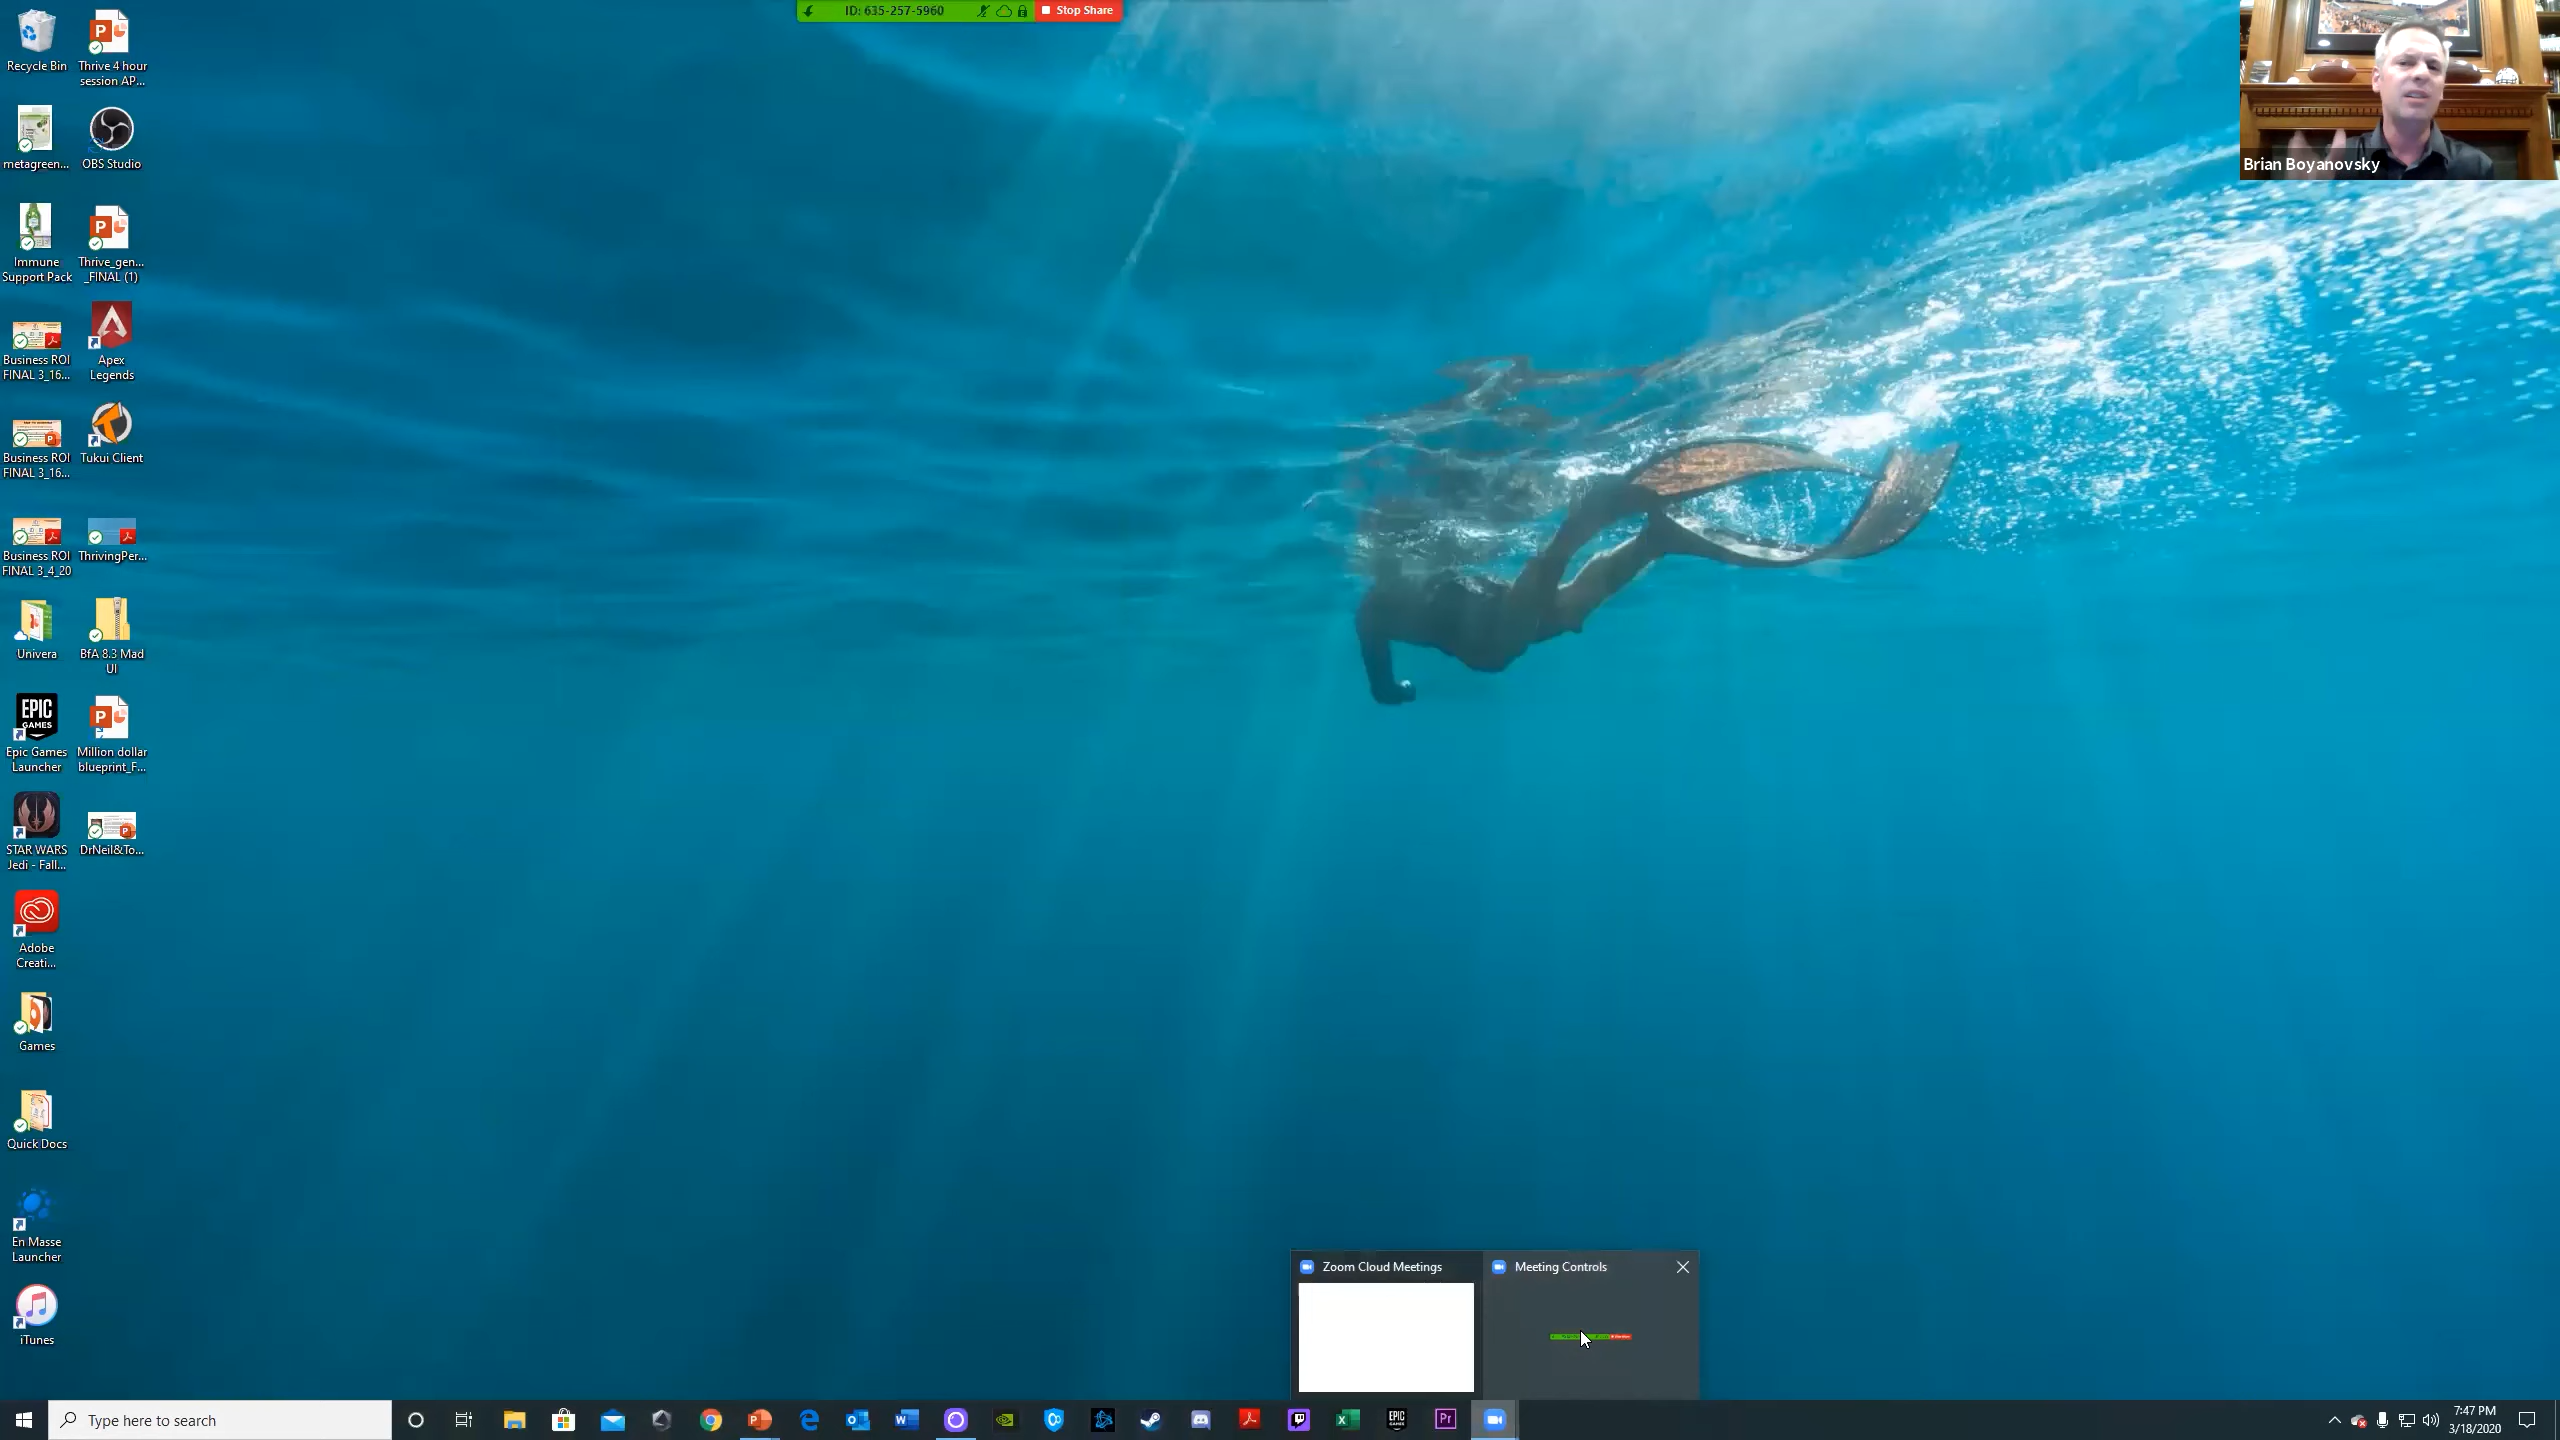 ID: 635-257-5960
Stop Share
Brian Boyanovsky
Recycle Bin
Thrive 4 hour
session AP...
metagreen...
OBS Studio
Immune
Support Pack
Thrive_gen...
_FINAL (1)
Business ROI
FINAL 3_16...
Apex
Legends
Business ROI
FINAL 3_16...
Tukui Client
Business ROI
FINAL 3_4_20
ThrivingPer...
Univera
BfA 8.3 Mad
UI
EPIC
GAMES
Epic Games
Launcher
Million dollar
blueprint_F...
STAR WARS
Jedi - Fall...
DrNeil&To...
Adobe
Creati...
Games
Quick Docs
En Masse
Launcher
iTunes
Zoom Cloud Meetings
Meeting Controls
Type here to search
EPIC
Pr
7:47 PM
3/18/2020